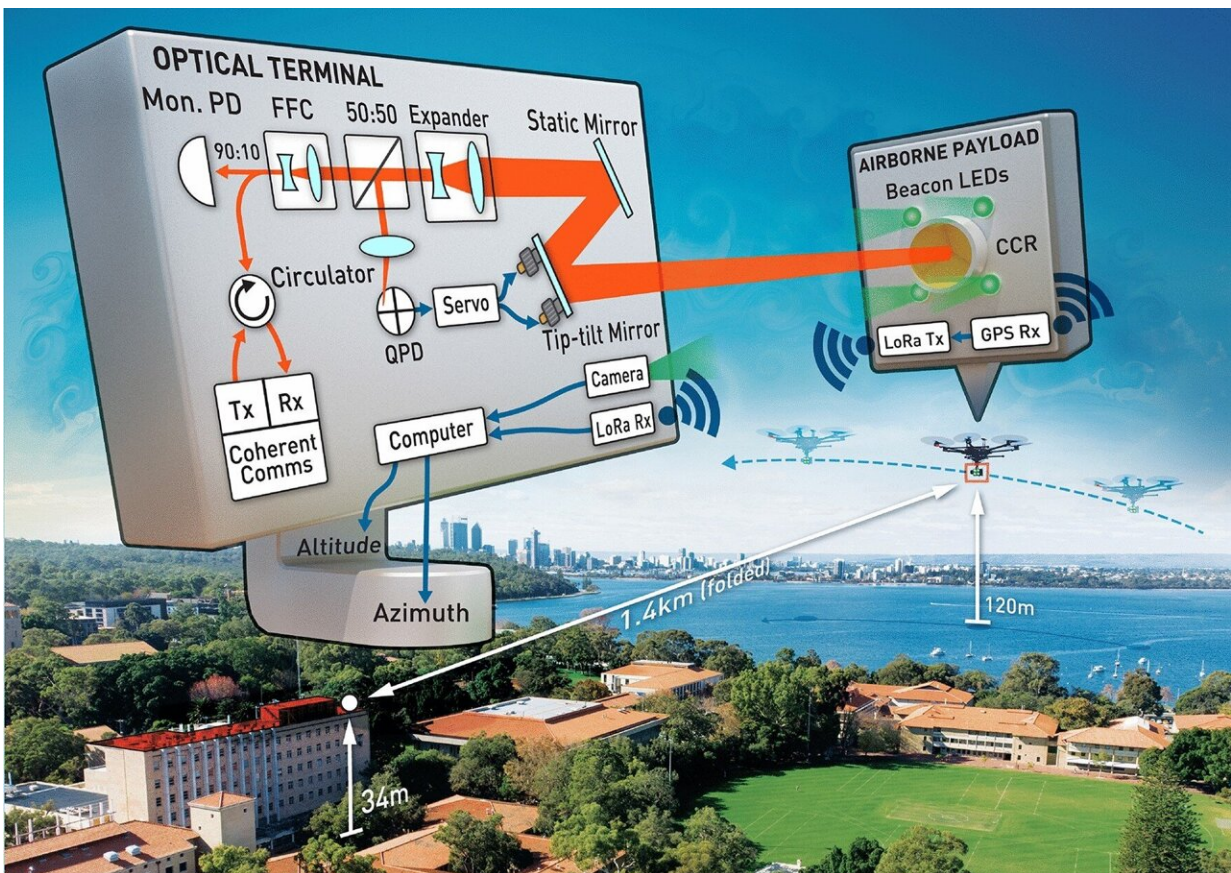 OPTICAL TERMINAL
Mon. PD
FFC
50:50
Expander
Static Mirror
90:10
Circulator
QPD
Servo
Tip-tilt Mirror
Camera
LoRa Rx
Computer
Tx
Rx
Coherent
Comms
Altitude
Azimuth
AIRBORNE PAYLOAD
Beacon LEDs
CCR
LoRa Tx
GPS Rx
1.4km (folded)
120m
34m